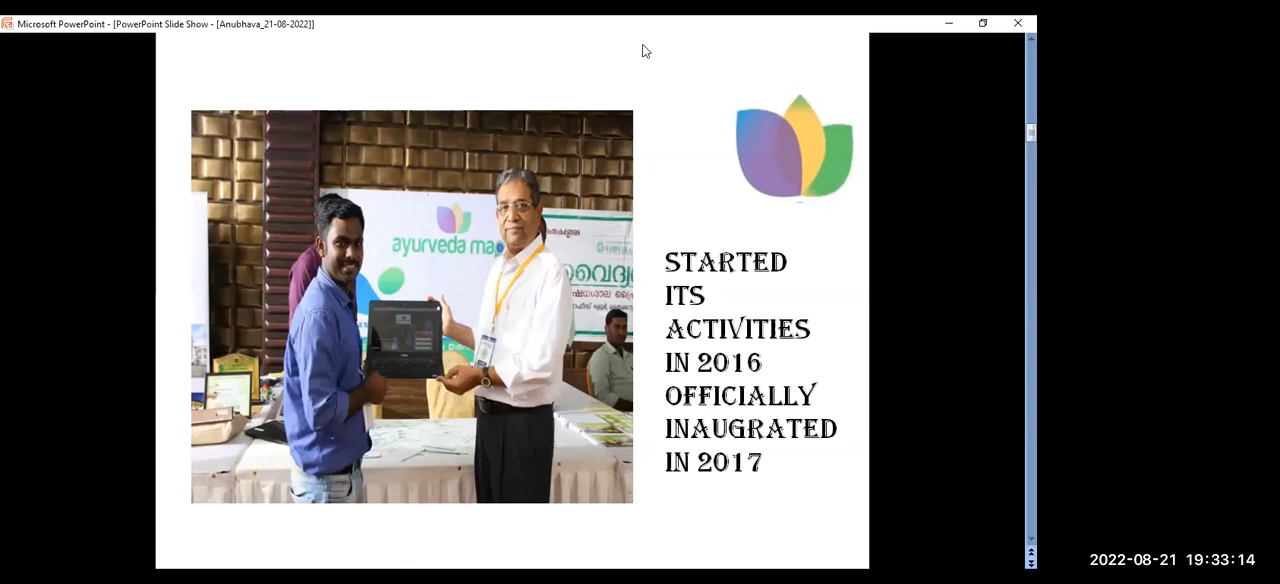 Microsoft PowerPoint - [PowerPoint Slide Show - [Anubhava_21-08-2022]]
ayurveda map
STARTED
ITS
ACTIVITIES
IN 2016
OFFICIALLY
INAUGRATED
IN 2017
2022-08-21 19:33:14